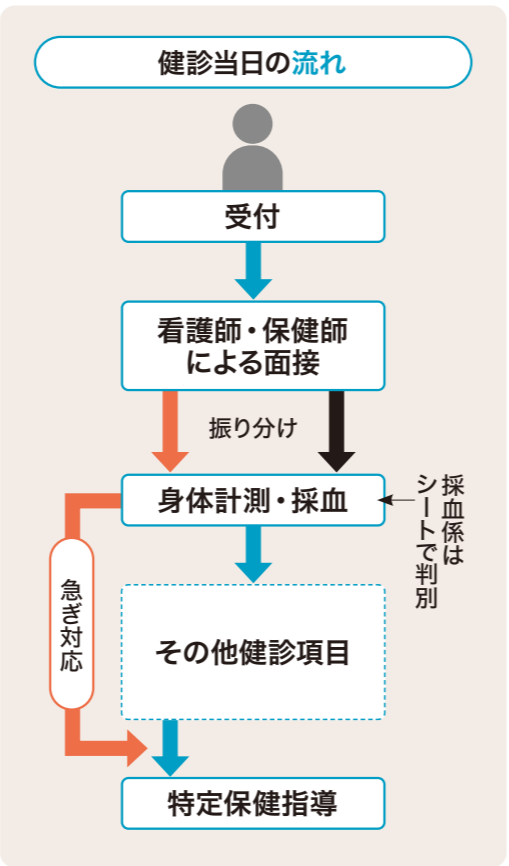 健診当日の流れ
受付
看護師・保健師
による面接
振り分け
身体計測・採血
採血係は
シートで判別
急ぎ対応
その他健診項目
特定保健指導